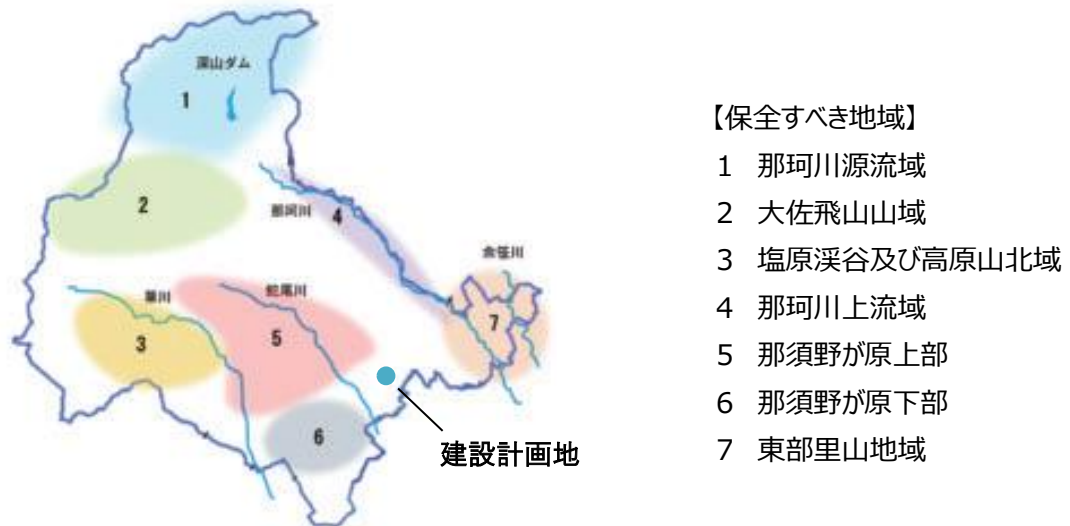 深山ダム
1
2
那珂川
4
余笹川
箒川
蛇尾川
7
3
5
6
建設計画地
【保全すべき地域】
1 那珂川源流域
2 大佐飛山山域
3 塩原渓谷及び高原山北域
4 那珂川上流域
5 那須野が原上部
6 那須野が原下部
7 東部里山地域